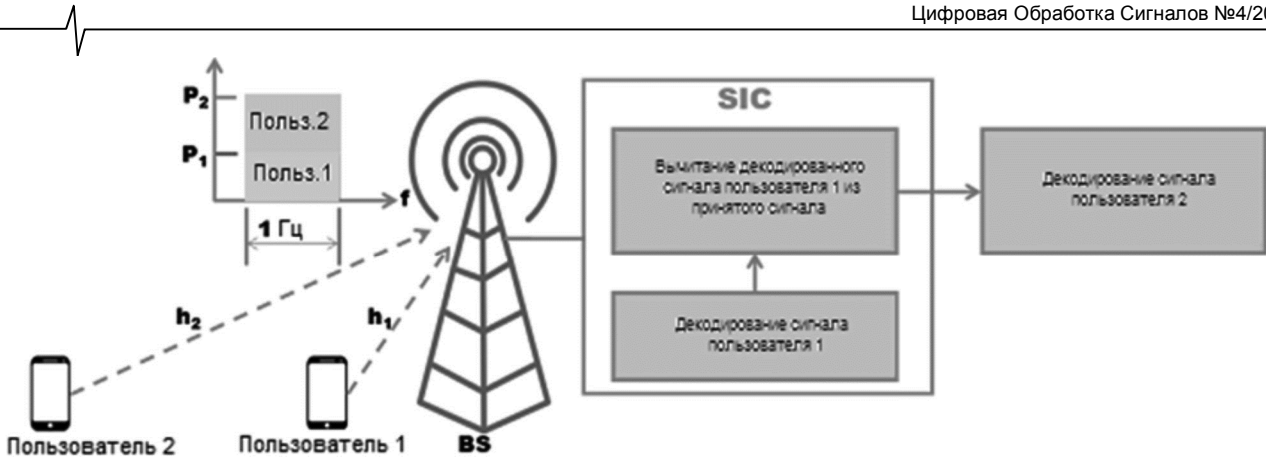 Цифровая Обработка Сигналов №4/20
P₂
Польз.2
P₁
Польз.1
f
1 Гц
h₂
h₁
Пользователь 2
Пользователь 1
BS
SIC
Вычитание декодированного
сигнала пользователя 1 из
принятого сигнала
Декодирование сигнала
пользователя 1
Декодирование сигнала
пользователя 2